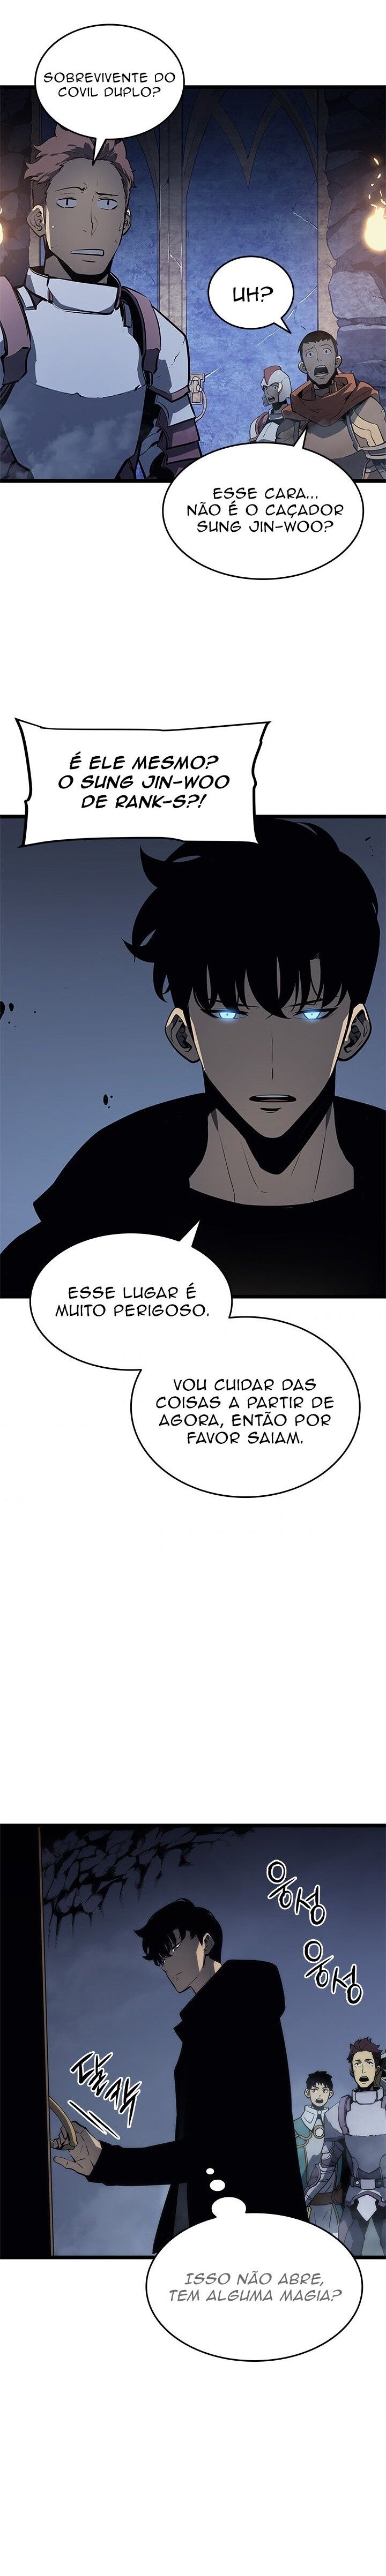 SOBREVIVENTE DO
COVIL DUPLO?
UH?
ESSE CARA...
NÃO É O CAÇADOR
SUNG JIN-WOO?
É ELE MESMO?
O SUNG JIN-WOO
DE RANK-S?!
ESSE LUGAR É
MUITO PERIGOSO.
VOU CUIDAR DAS
COISAS A PARTIR DE
AGORA, ENTÃO POR
FAVOR SAIAM.
웅성
웅성
ISSO NÃO ABRE,
TEM ALGUMA MAGIA?